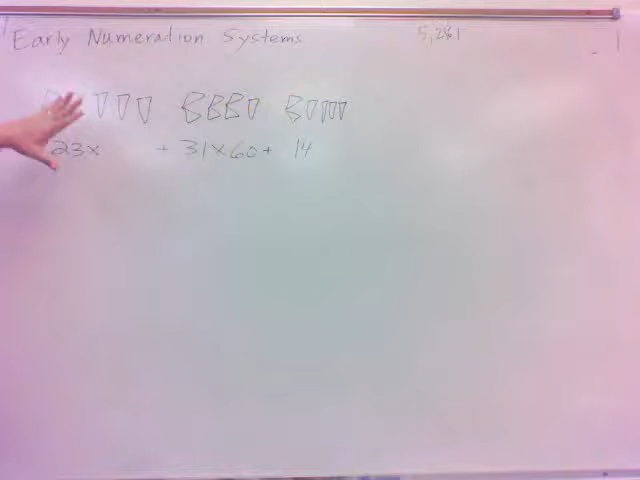 Early Numeration Systems
5,261
23x + 31x60+ 14